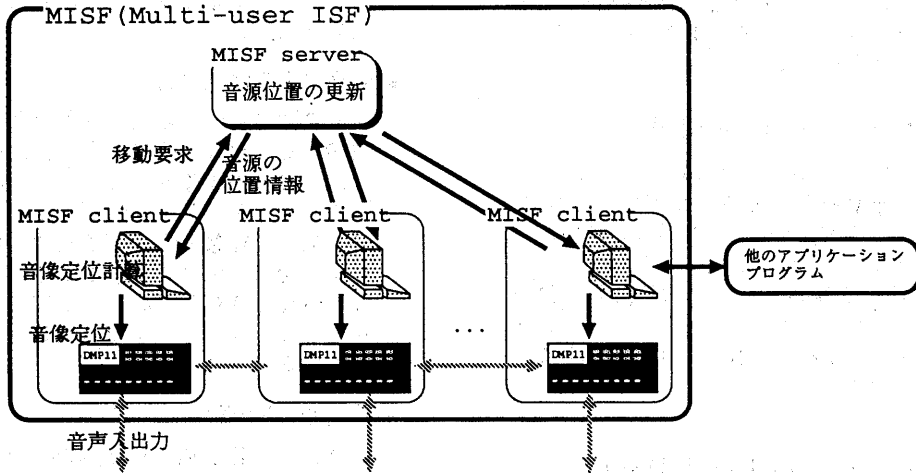 MISF(Multi-user ISF)
MISF server
音源位置の更新
移動要求
音源の
位置情報
MISF client
MISF client
MISF client
音像定位計算
他のアプリケーション
プログラム
音像定位
...
DMP11
DMP11
DMP11
音声入出力